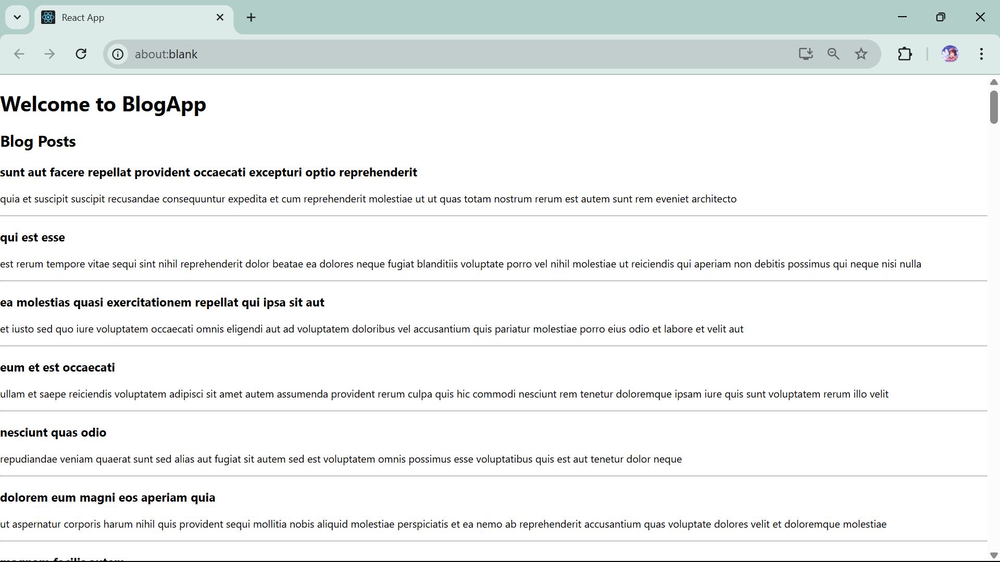 React App
about:blank
Welcome to BlogApp
Blog Posts
sunt aut facere repellat provident occaecati excepturi optio reprehenderit
quia et suscipit suscipit recusandae consequuntur expedita et cum reprehenderit molestiae ut ut quas totam nostrum rerum est autem sunt rem eveniet architecto
qui est esse
est rerum tempore vitae sequi sint nihil reprehenderit dolor beatae ea dolores neque fugiat blanditiis voluptate porro vel nihil molestiae ut reiciendis qui aperiam non debitis possimus qui neque nisi nulla
ea molestias quasi exercitationem repellat qui ipsa sit aut
et iusto sed quo iure voluptatem occaecati omnis eligendi aut ad voluptatem doloribus vel accusantium quis pariatur molestiae porro eius odio et labore et velit aut
eum et est occaecati
ullam et saepe reiciendis voluptatem adipisci sit amet autem assumenda provident rerum culpa quis hic commodi nesciunt rem tenetur doloremque ipsam iure quis sunt voluptatem rerum illo velit
nesciunt quas odio
repudiandae veniam quaerat sunt sed alias aut fugiat sit autem sed est voluptatem omnis possimus esse voluptatibus quis est aut tenetur dolor neque
dolorem eum magni eos aperiam quia
ut aspernatur corporis harum nihil quis provident sequi mollitia nobis aliquid molestiae perspiciatis et ea nemo ab reprehenderit accusantium quas voluptate dolores velit et doloremque molestiae
magnam facilis autem